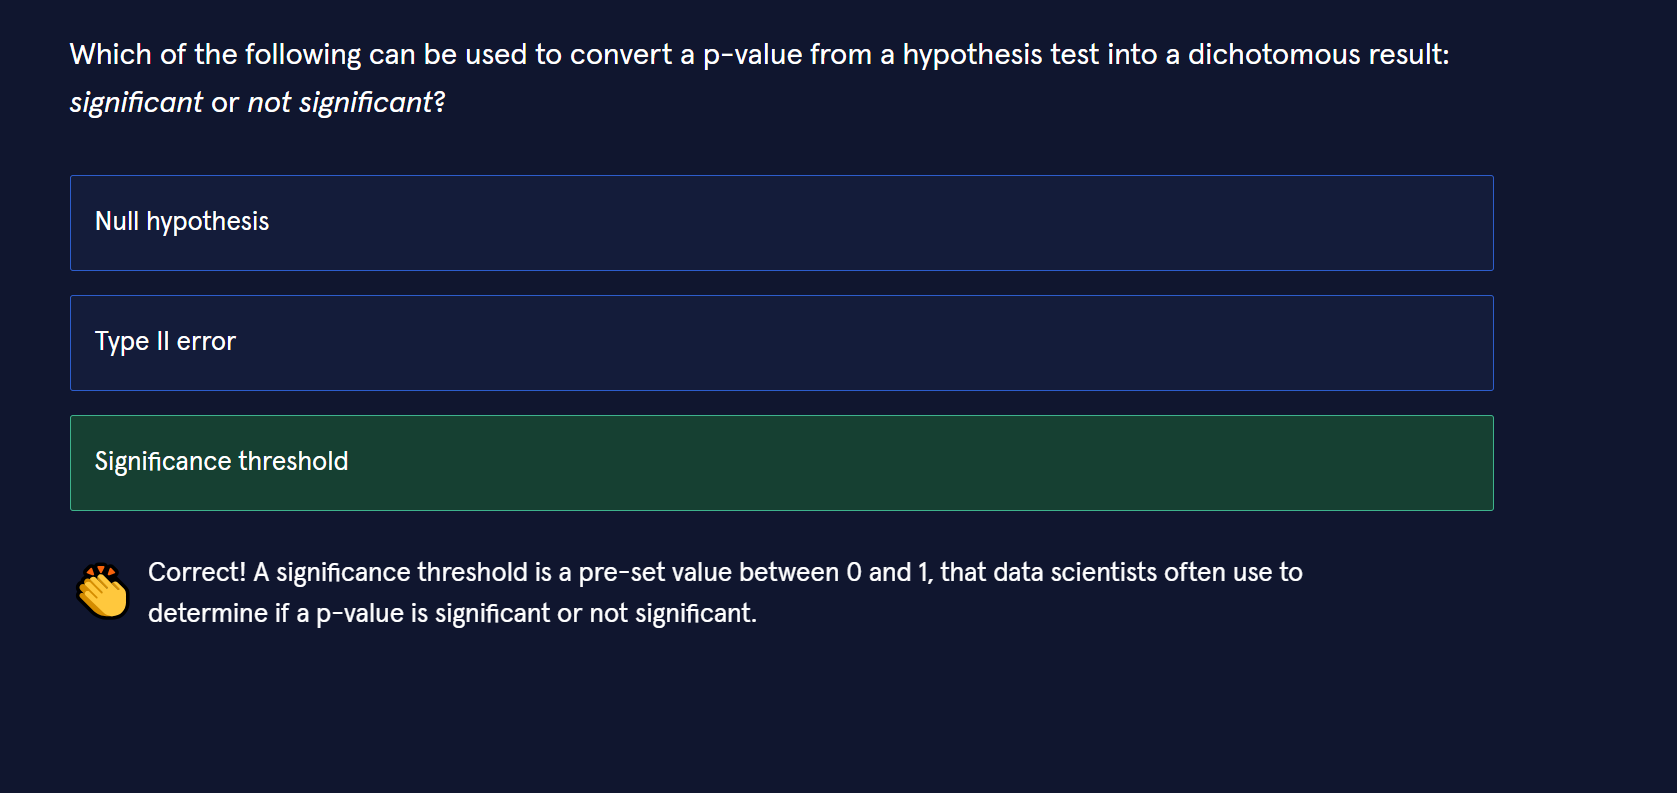 Which of the following can be used to convert a p-value from a hypothesis test into a dichotomous result:
significant or not significant?
Null hypothesis
Type II error
Significance threshold
Correct! A significance threshold is a pre-set value between 0 and 1, that data scientists often use to
determine if a p-value is significant or not significant.